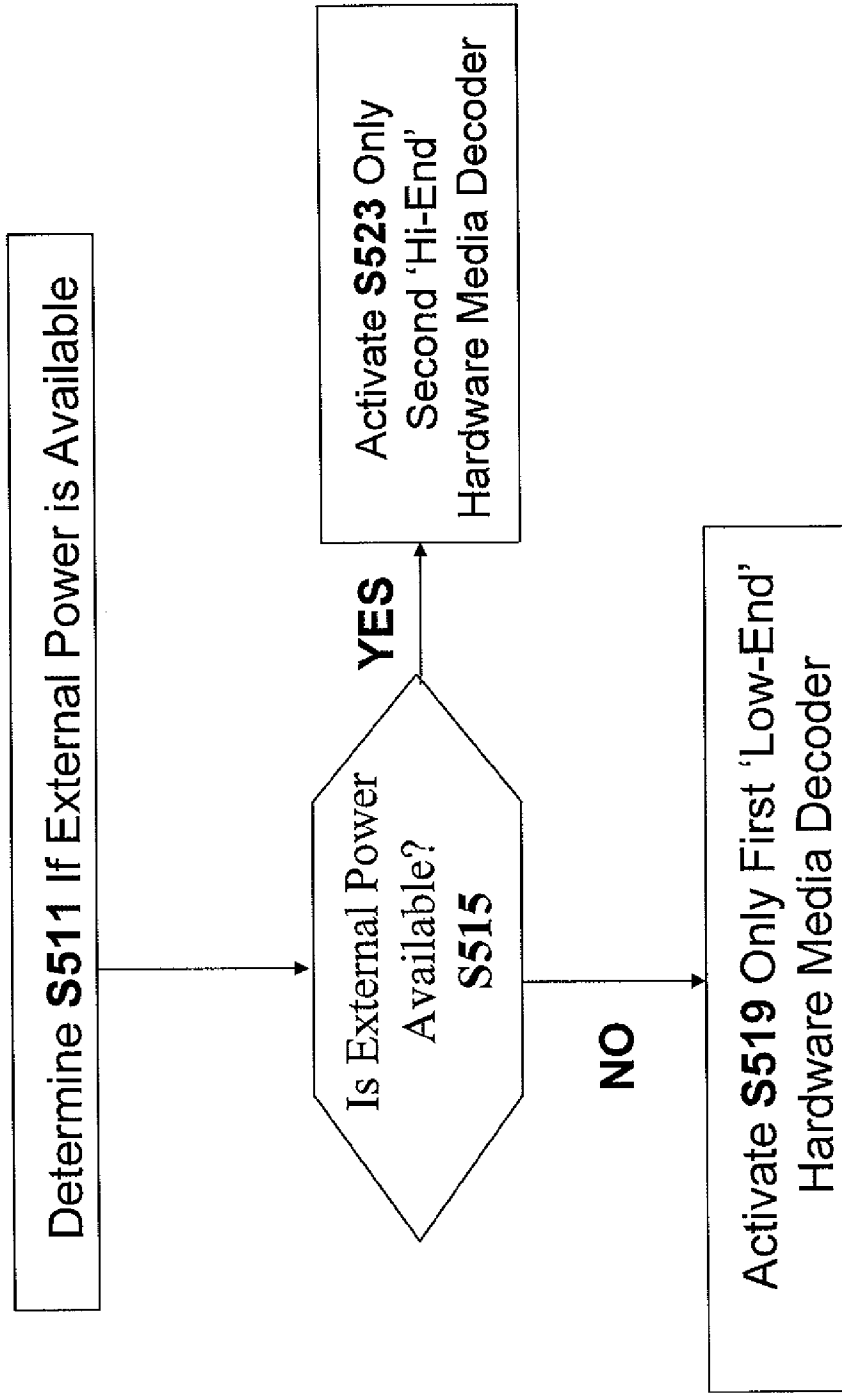 Determine S511 If External Power is Available
Is External Power
Available?
S515
YES
Activate S523 Only
Second ‘Hi-End’
Hardware Media Decoder
NO
Activate S519 Only First ‘Low-End’
Hardware Media Decoder